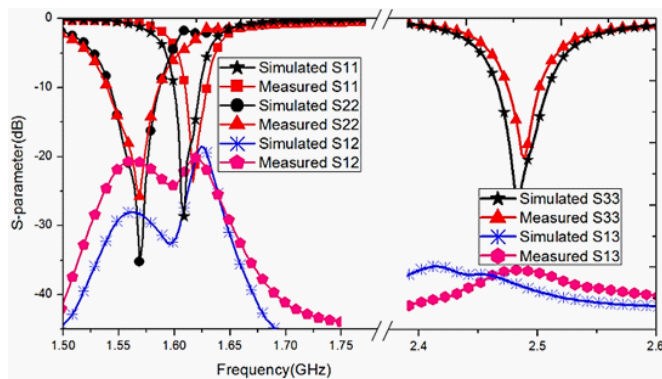 0
-10
-20
-30
-40
S-parameter(dB)
Simulated S11
Measured S11
Simulated S22
Measured S22
Simulated S12
Measured S12
Simulated S33
Measured S33
Simulated S13
Measured S13
1.50 1.55 1.60 1.65 1.70 1.75 2.4 2.5 2.6
Frequency(GHz)